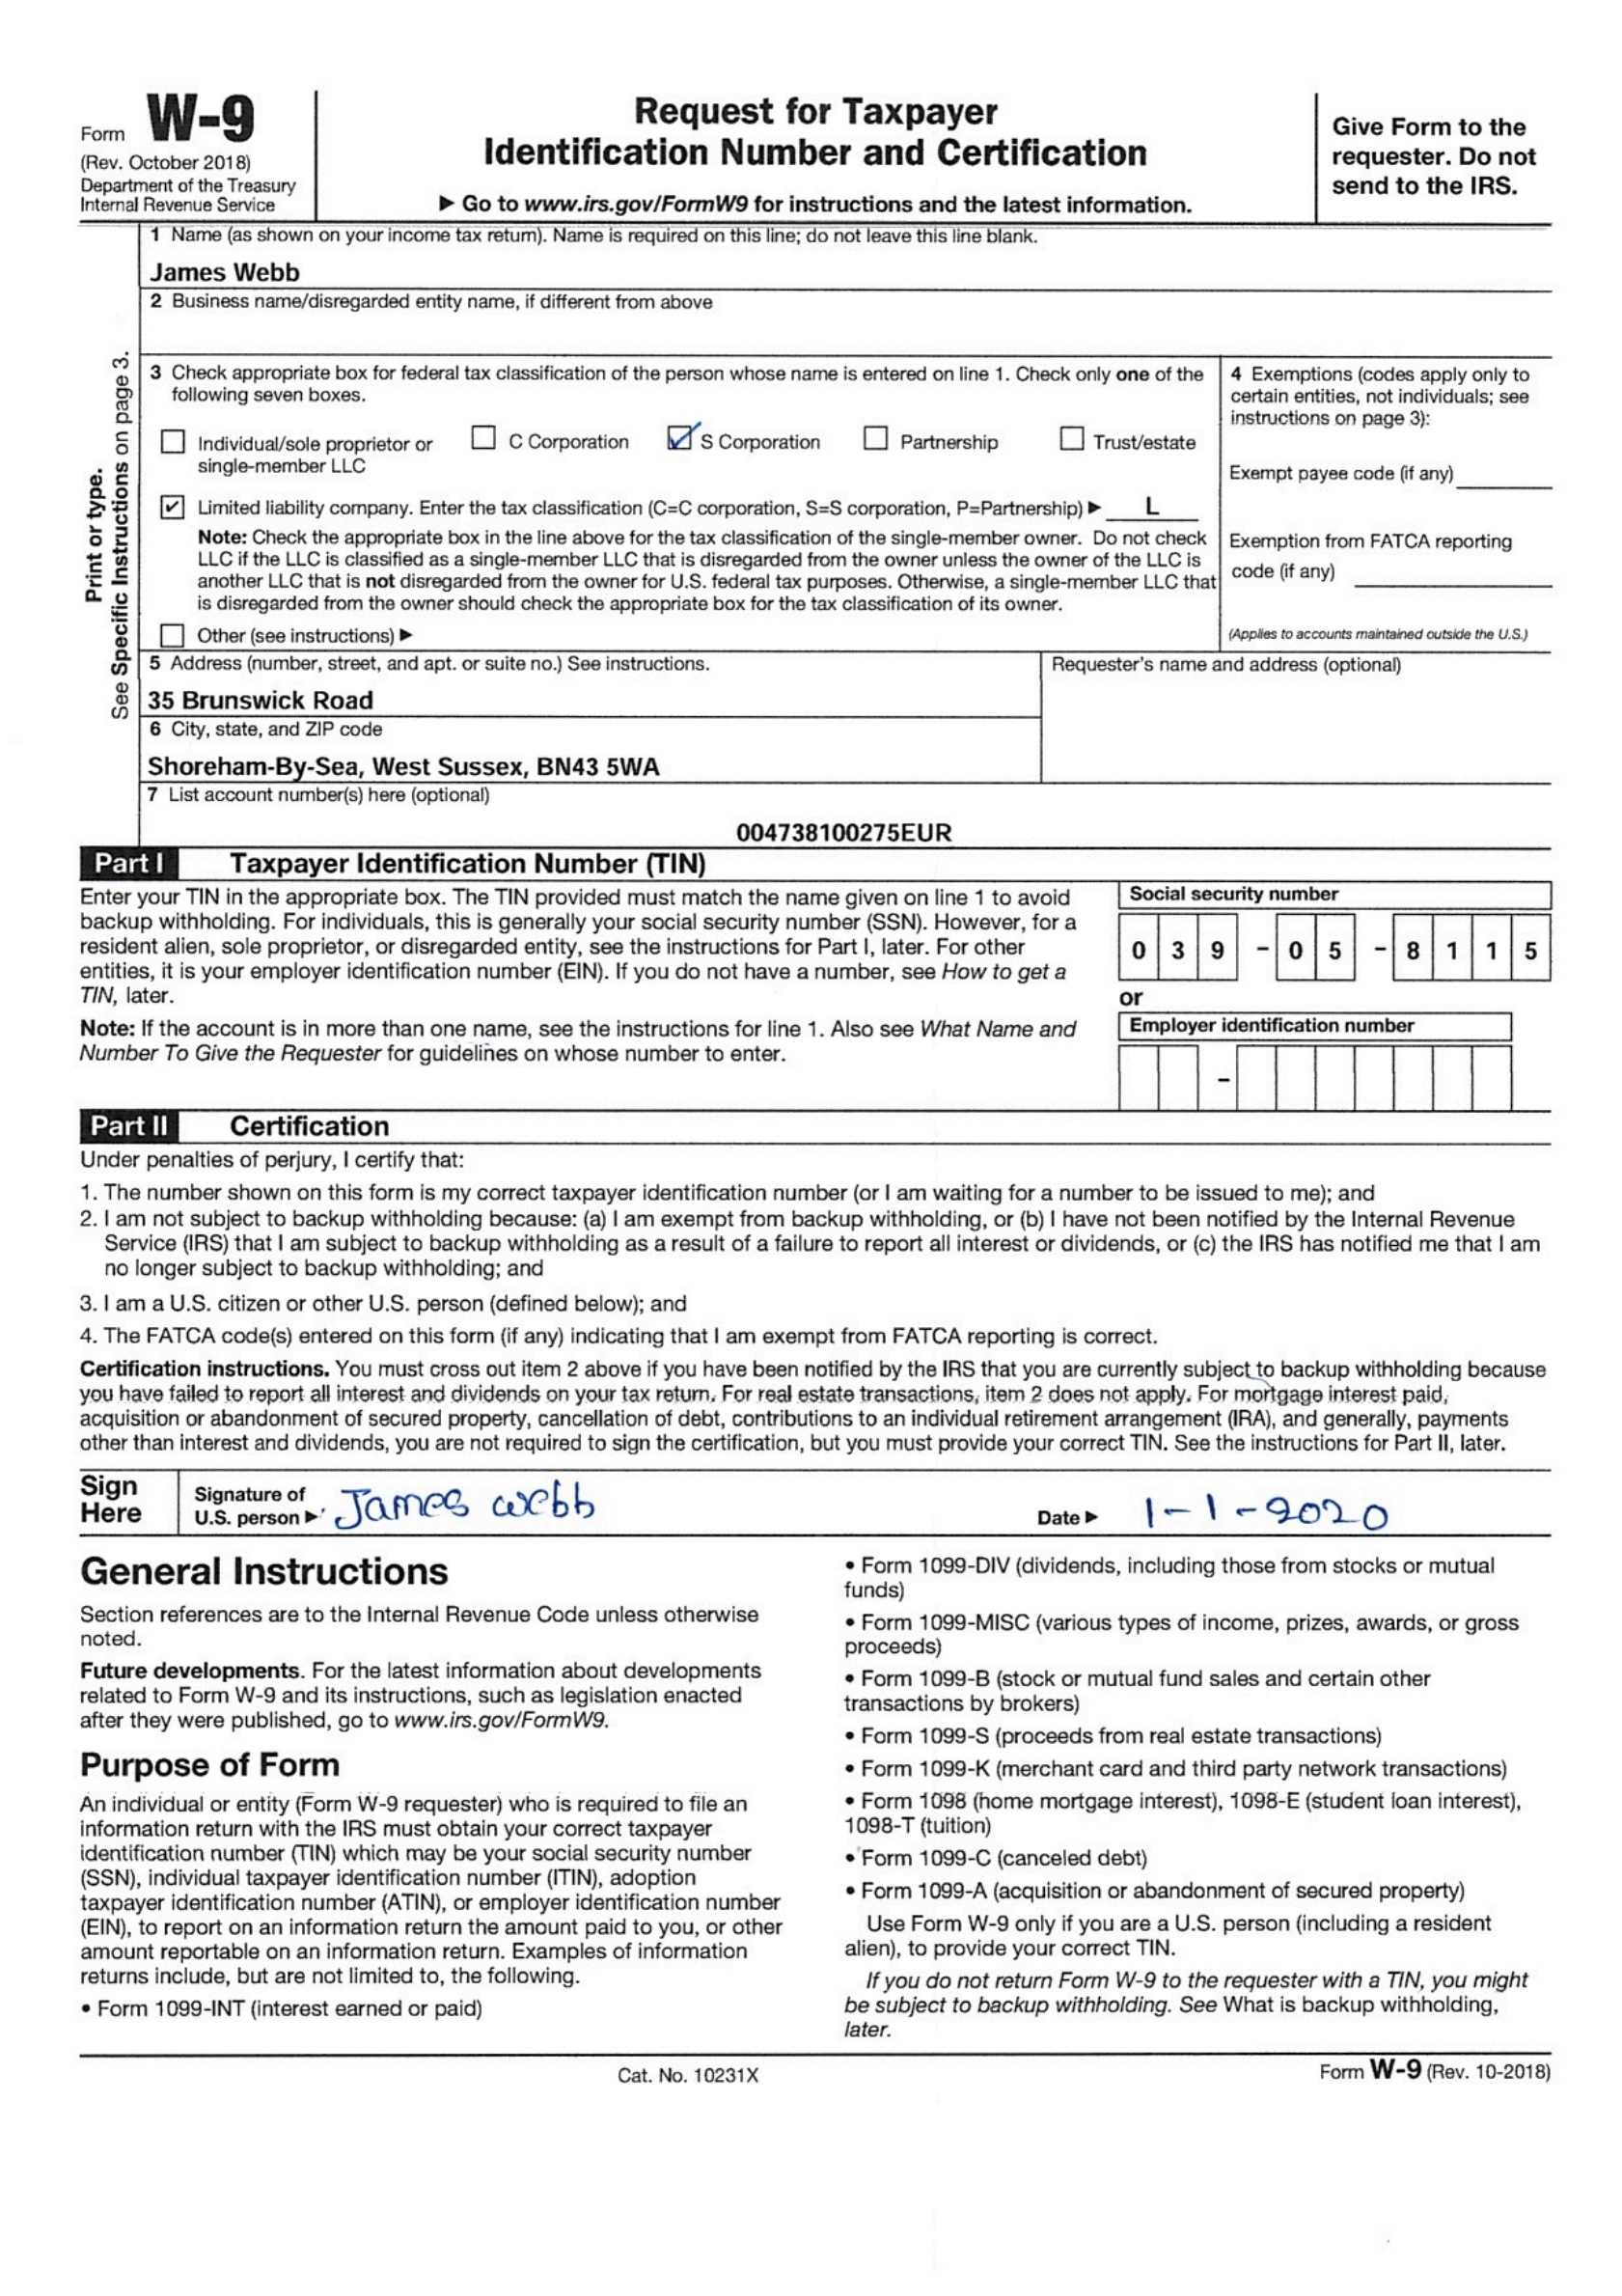 Form W-9
(Rev. October 2018)
Department of the Treasury
Internal Revenue Service
Request for Taxpayer
Identification Number and Certification
▶ Go to www.irs.gov/FormW9 for instructions and the latest information.
Give Form to the
requester. Do not
send to the IRS.
Print or type.
See Specific Instructions on page 3.
1 Name (as shown on your income tax return). Name is required on this line; do not leave this line blank.
James Webb
2 Business name/disregarded entity name, if different from above
3 Check appropriate box for federal tax classification of the person whose name is entered on line 1. Check only one of the
following seven boxes.
☐ Individual/sole proprietor or
single-member LLC
☐ C Corporation
☑ S Corporation
☐ Partnership
☐ Trust/estate
☑ Limited liability company. Enter the tax classification (C=C corporation, S=S corporation, P=Partnership) ▶ L
Note: Check the appropriate box in the line above for the tax classification of the single-member owner. Do not check
LLC if the LLC is classified as a single-member LLC that is disregarded from the owner unless the owner of the LLC is
another LLC that is not disregarded from the owner for U.S. federal tax purposes. Otherwise, a single-member LLC that
is disregarded from the owner should check the appropriate box for the tax classification of its owner.
☐ Other (see instructions) ▶
4 Exemptions (codes apply only to
certain entities, not individuals; see
instructions on page 3):
Exempt payee code (if any)
Exemption from FATCA reporting
code (if any)
(Applies to accounts maintained outside the U.S.)
5 Address (number, street, and apt. or suite no.) See instructions.
35 Brunswick Road
Requester's name and address (optional)
6 City, state, and ZIP code
Shoreham-By-Sea, West Sussex, BN43 5WA
7 List account number(s) here (optional)
004738100275EUR
Part I Taxpayer Identification Number (TIN)
Enter your TIN in the appropriate box. The TIN provided must match the name given on line 1 to avoid
backup withholding. For individuals, this is generally your social security number (SSN). However, for a
resident alien, sole proprietor, or disregarded entity, see the instructions for Part I, later. For other
entities, it is your employer identification number (EIN). If you do not have a number, see How to get a
TIN, later.
Note: If the account is in more than one name, see the instructions for line 1. Also see What Name and
Number To Give the Requester for guidelines on whose number to enter.
Social security number
0 3 9 - 0 5 - 8 1 1 5
or
Employer identification number
-
Part II Certification
Under penalties of perjury, I certify that:
1. The number shown on this form is my correct taxpayer identification number (or I am waiting for a number to be issued to me); and
2. I am not subject to backup withholding because: (a) I am exempt from backup withholding, or (b) I have not been notified by the Internal Revenue
Service (IRS) that I am subject to backup withholding as a result of a failure to report all interest or dividends, or (c) the IRS has notified me that I am
no longer subject to backup withholding; and
3. I am a U.S. citizen or other U.S. person (defined below); and
4. The FATCA code(s) entered on this form (if any) indicating that I am exempt from FATCA reporting is correct.
Certification instructions. You must cross out item 2 above if you have been notified by the IRS that you are currently subject to backup withholding because
you have failed to report all interest and dividends on your tax return. For real estate transactions, item 2 does not apply. For mortgage interest paid,
acquisition or abandonment of secured property, cancellation of debt, contributions to an individual retirement arrangement (IRA), and generally, payments
other than interest and dividends, you are not required to sign the certification, but you must provide your correct TIN. See the instructions for Part II, later.
Sign
Here
Signature of
U.S. person ▶ James Webb
Date ▶ 1-1-2020
General Instructions
Section references are to the Internal Revenue Code unless otherwise
noted.
Future developments. For the latest information about developments
related to Form W-9 and its instructions, such as legislation enacted
after they were published, go to www.irs.gov/FormW9.
Purpose of Form
An individual or entity (Form W-9 requester) who is required to file an
information return with the IRS must obtain your correct taxpayer
identification number (TIN) which may be your social security number
(SSN), individual taxpayer identification number (ITIN), adoption
taxpayer identification number (ATIN), or employer identification number
(EIN), to report on an information return the amount paid to you, or other
amount reportable on an information return. Examples of information
returns include, but are not limited to, the following.
• Form 1099-INT (interest earned or paid)
• Form 1099-DIV (dividends, including those from stocks or mutual
funds)
• Form 1099-MISC (various types of income, prizes, awards, or gross
proceeds)
• Form 1099-B (stock or mutual fund sales and certain other
transactions by brokers)
• Form 1099-S (proceeds from real estate transactions)
• Form 1099-K (merchant card and third party network transactions)
• Form 1098 (home mortgage interest), 1098-E (student loan interest),
1098-T (tuition)
• Form 1099-C (canceled debt)
• Form 1099-A (acquisition or abandonment of secured property)
Use Form W-9 only if you are a U.S. person (including a resident
alien), to provide your correct TIN.
If you do not return Form W-9 to the requester with a TIN, you might
be subject to backup withholding. See What is backup withholding,
later.
Cat. No. 10231X
Form W-9 (Rev. 10-2018)